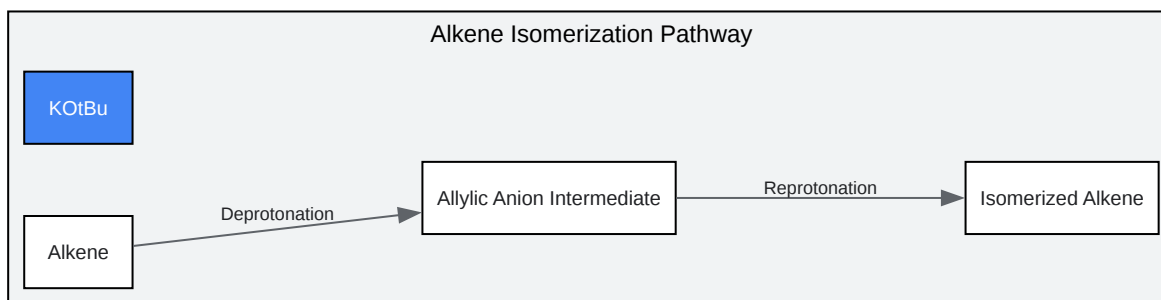 Alkene Isomerization Pathway
KOtBu
Alkene
Deprotonation
Allylic Anion Intermediate
Reprotonation
Isomerized Alkene